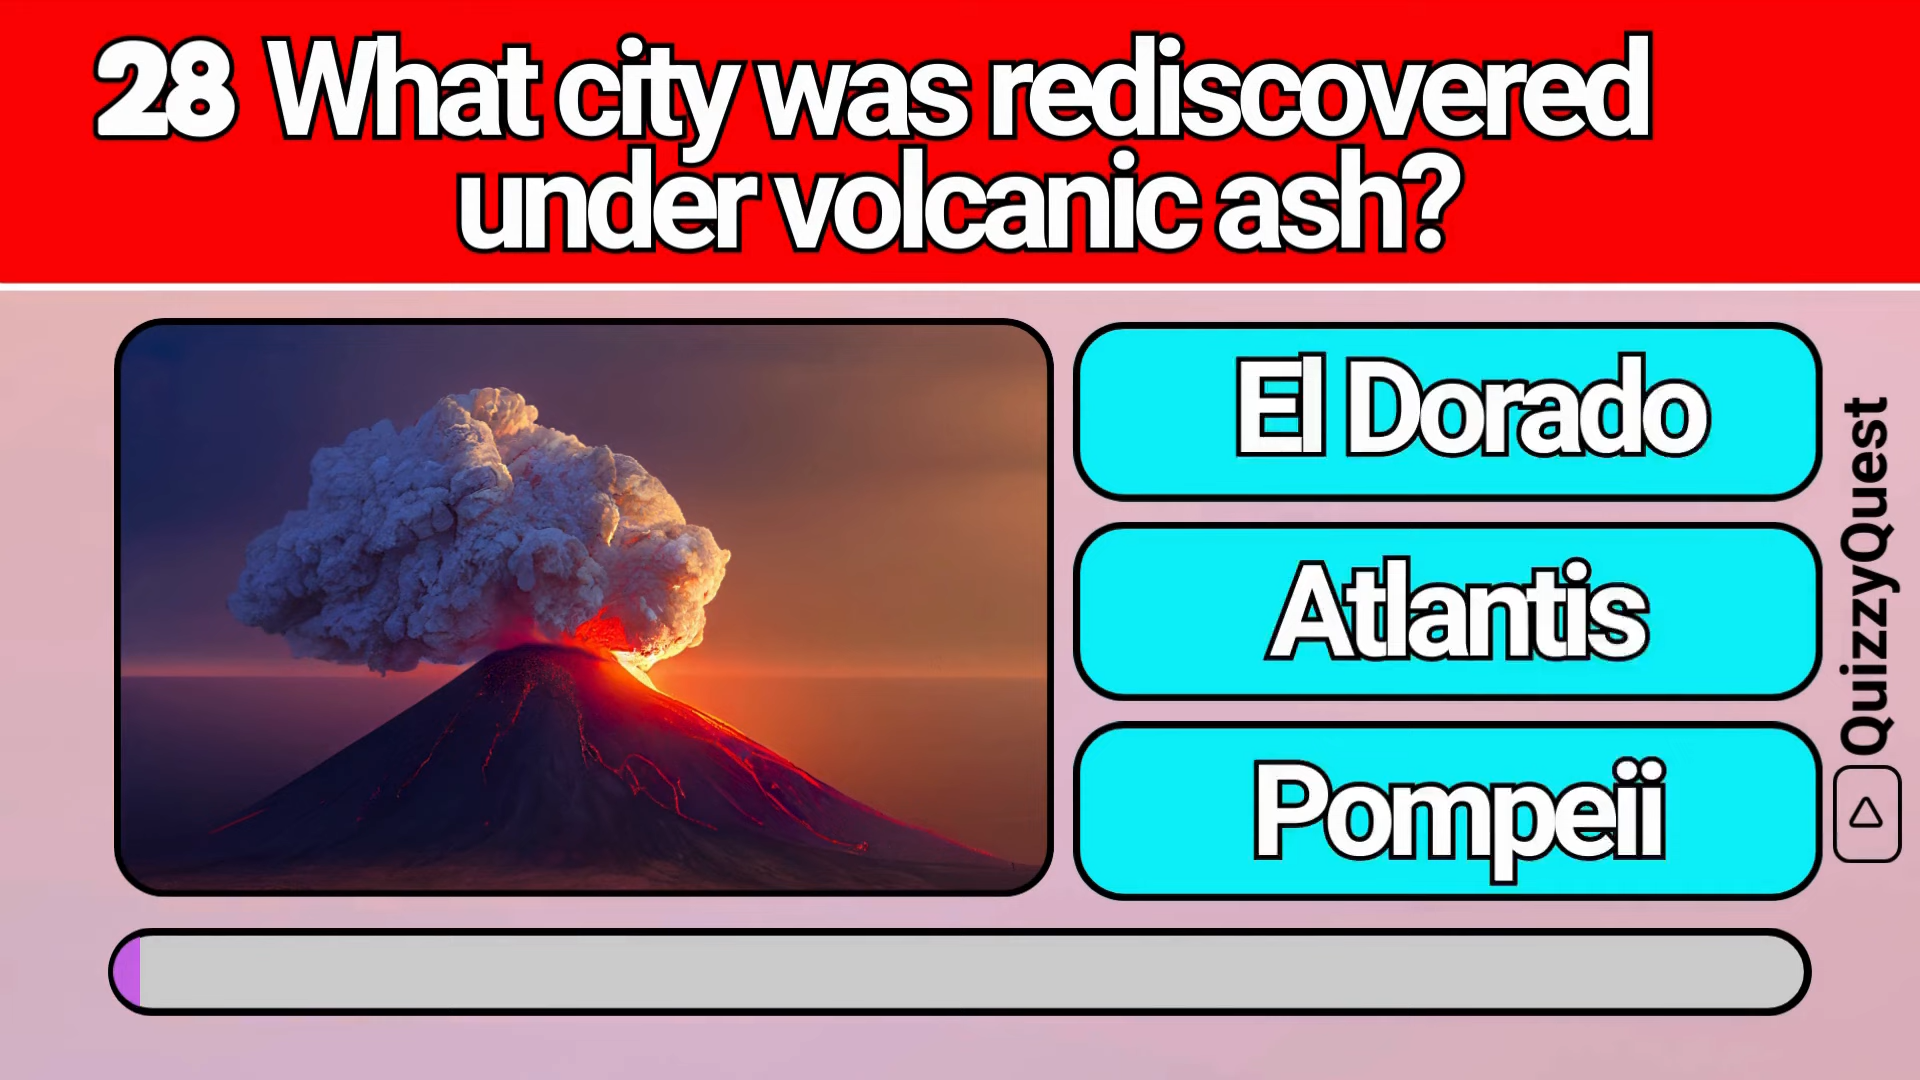 28 What city was rediscovered
under volcanic ash?
El Dorado
Atlantis
Pompeii
QuizzyQuest